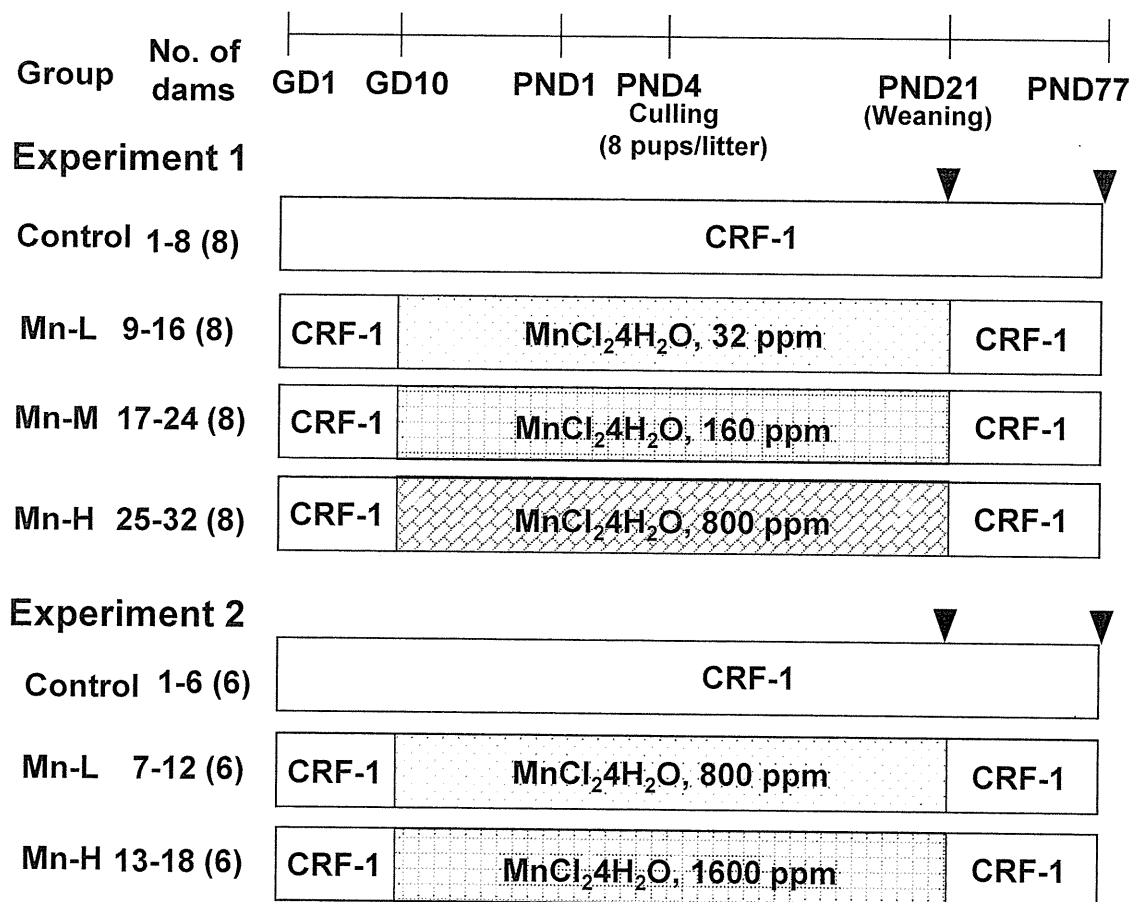 Group No. of dams GD1 GD10 PND1 PND4 PND21 PND77
Culling (Weaning)
(8 pups/litter)
Experiment 1
Control 1-8 (8) CRF-1
Mn-L 9-16 (8) CRF-1 MnCl₂4H₂O, 32 ppm CRF-1
Mn-M 17-24 (8) CRF-1 MnCl₂4H₂O, 160 ppm CRF-1
Mn-H 25-32 (8) CRF-1 MnCl₂4H₂O, 800 ppm CRF-1
Experiment 2
Control 1-6 (6) CRF-1
Mn-L 7-12 (6) CRF-1 MnCl₂4H₂O, 800 ppm CRF-1
Mn-H 13-18 (6) CRF-1 MnCl₂4H₂O, 1600 ppm CRF-1